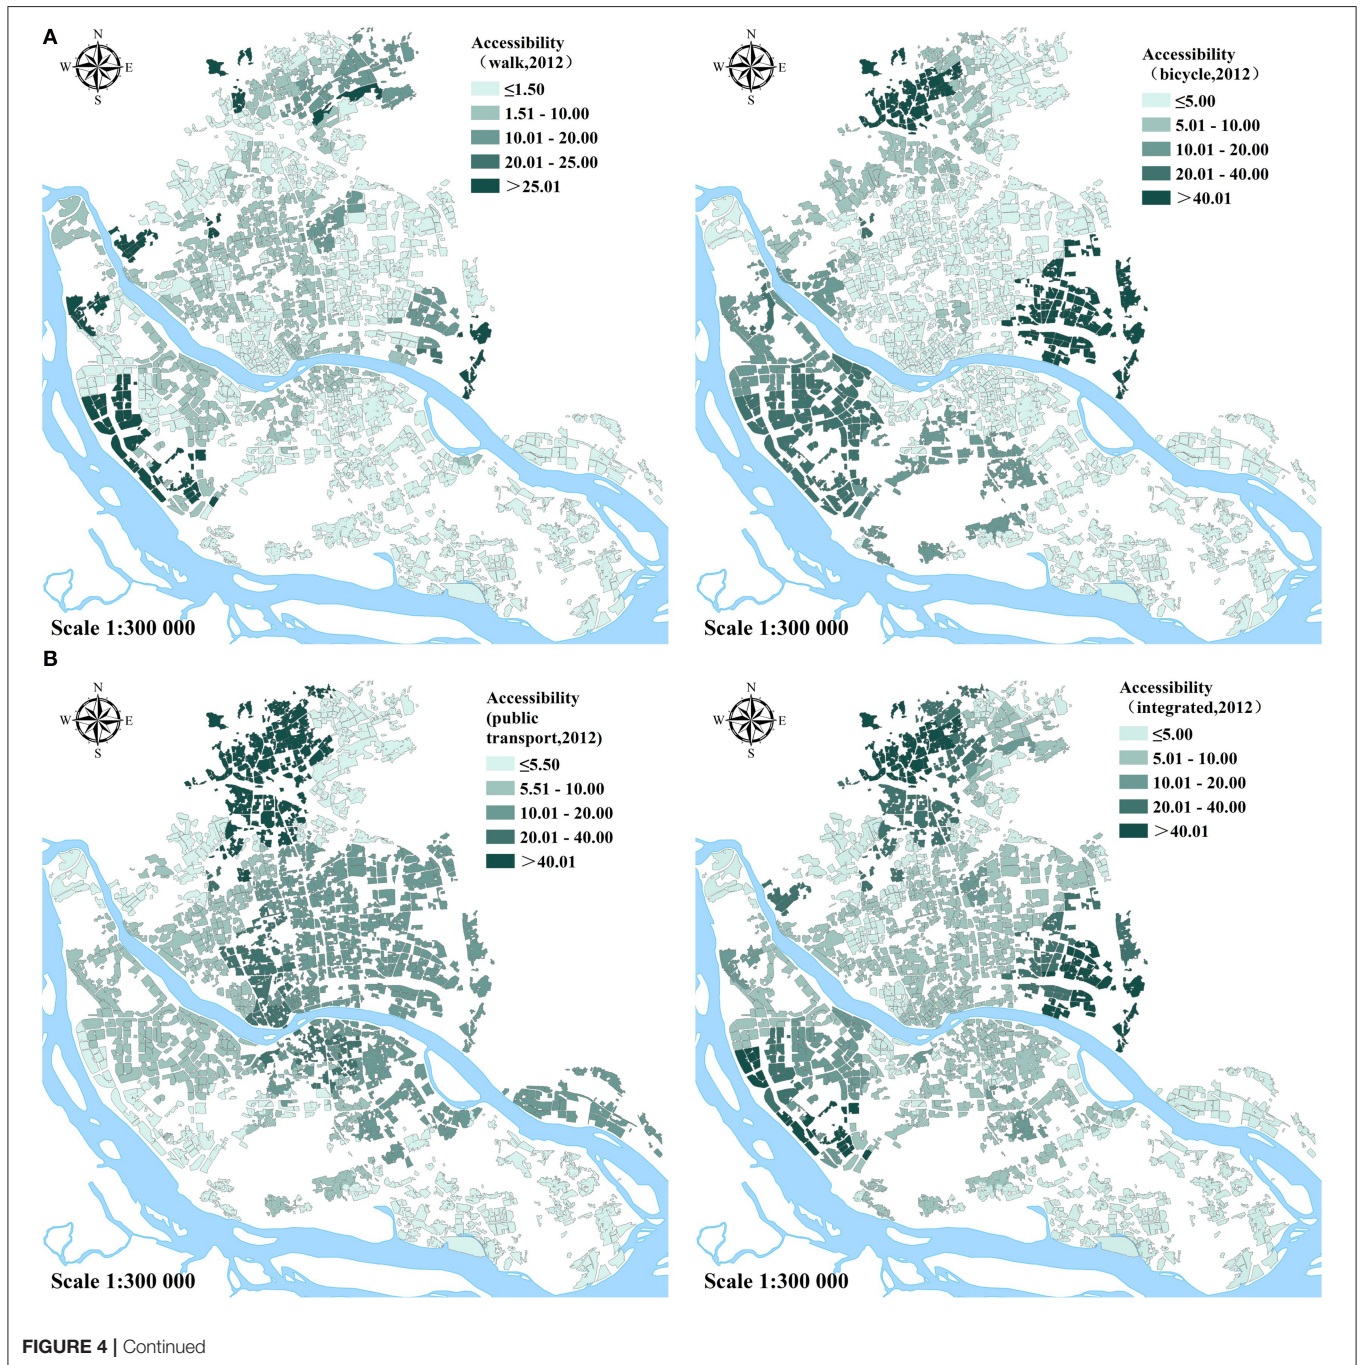 A
N
W E
S
Accessibility
（walk,2012）
≤1.50
1.51 - 10.00
10.01 - 20.00
20.01 - 25.00
＞25.01
Scale 1:300 000
N
W E
S
Accessibility
（bicycle,2012）
≤5.00
5.01 - 10.00
10.01 - 20.00
20.01 - 40.00
＞40.01
Scale 1:300 000
B
N
W E
S
Accessibility
(public
transport,2012)
≤5.50
5.51 - 10.00
10.01 - 20.00
20.01 - 40.00
＞40.01
Scale 1:300 000
N
W E
S
Accessibility
（integrated,2012）
≤5.00
5.01 - 10.00
10.01 - 20.00
20.01 - 40.00
＞40.01
Scale 1:300 000
FIGURE 4 | Continued